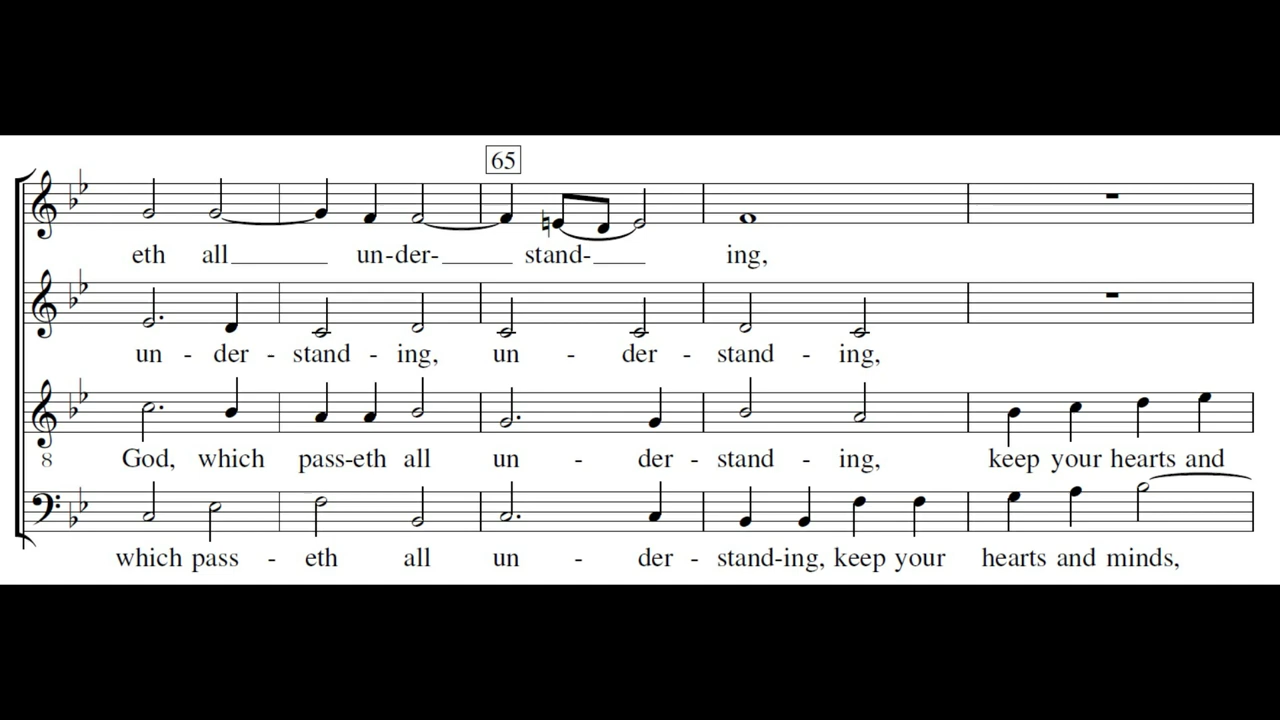 65
eth all un-der- stand- ing,
un - der - stand - ing, un - der - stand - ing,
8
God, which pass-eth all un - der - stand - ing, keep your hearts and
which pass - eth all un - der - stand-ing, keep your hearts and minds,